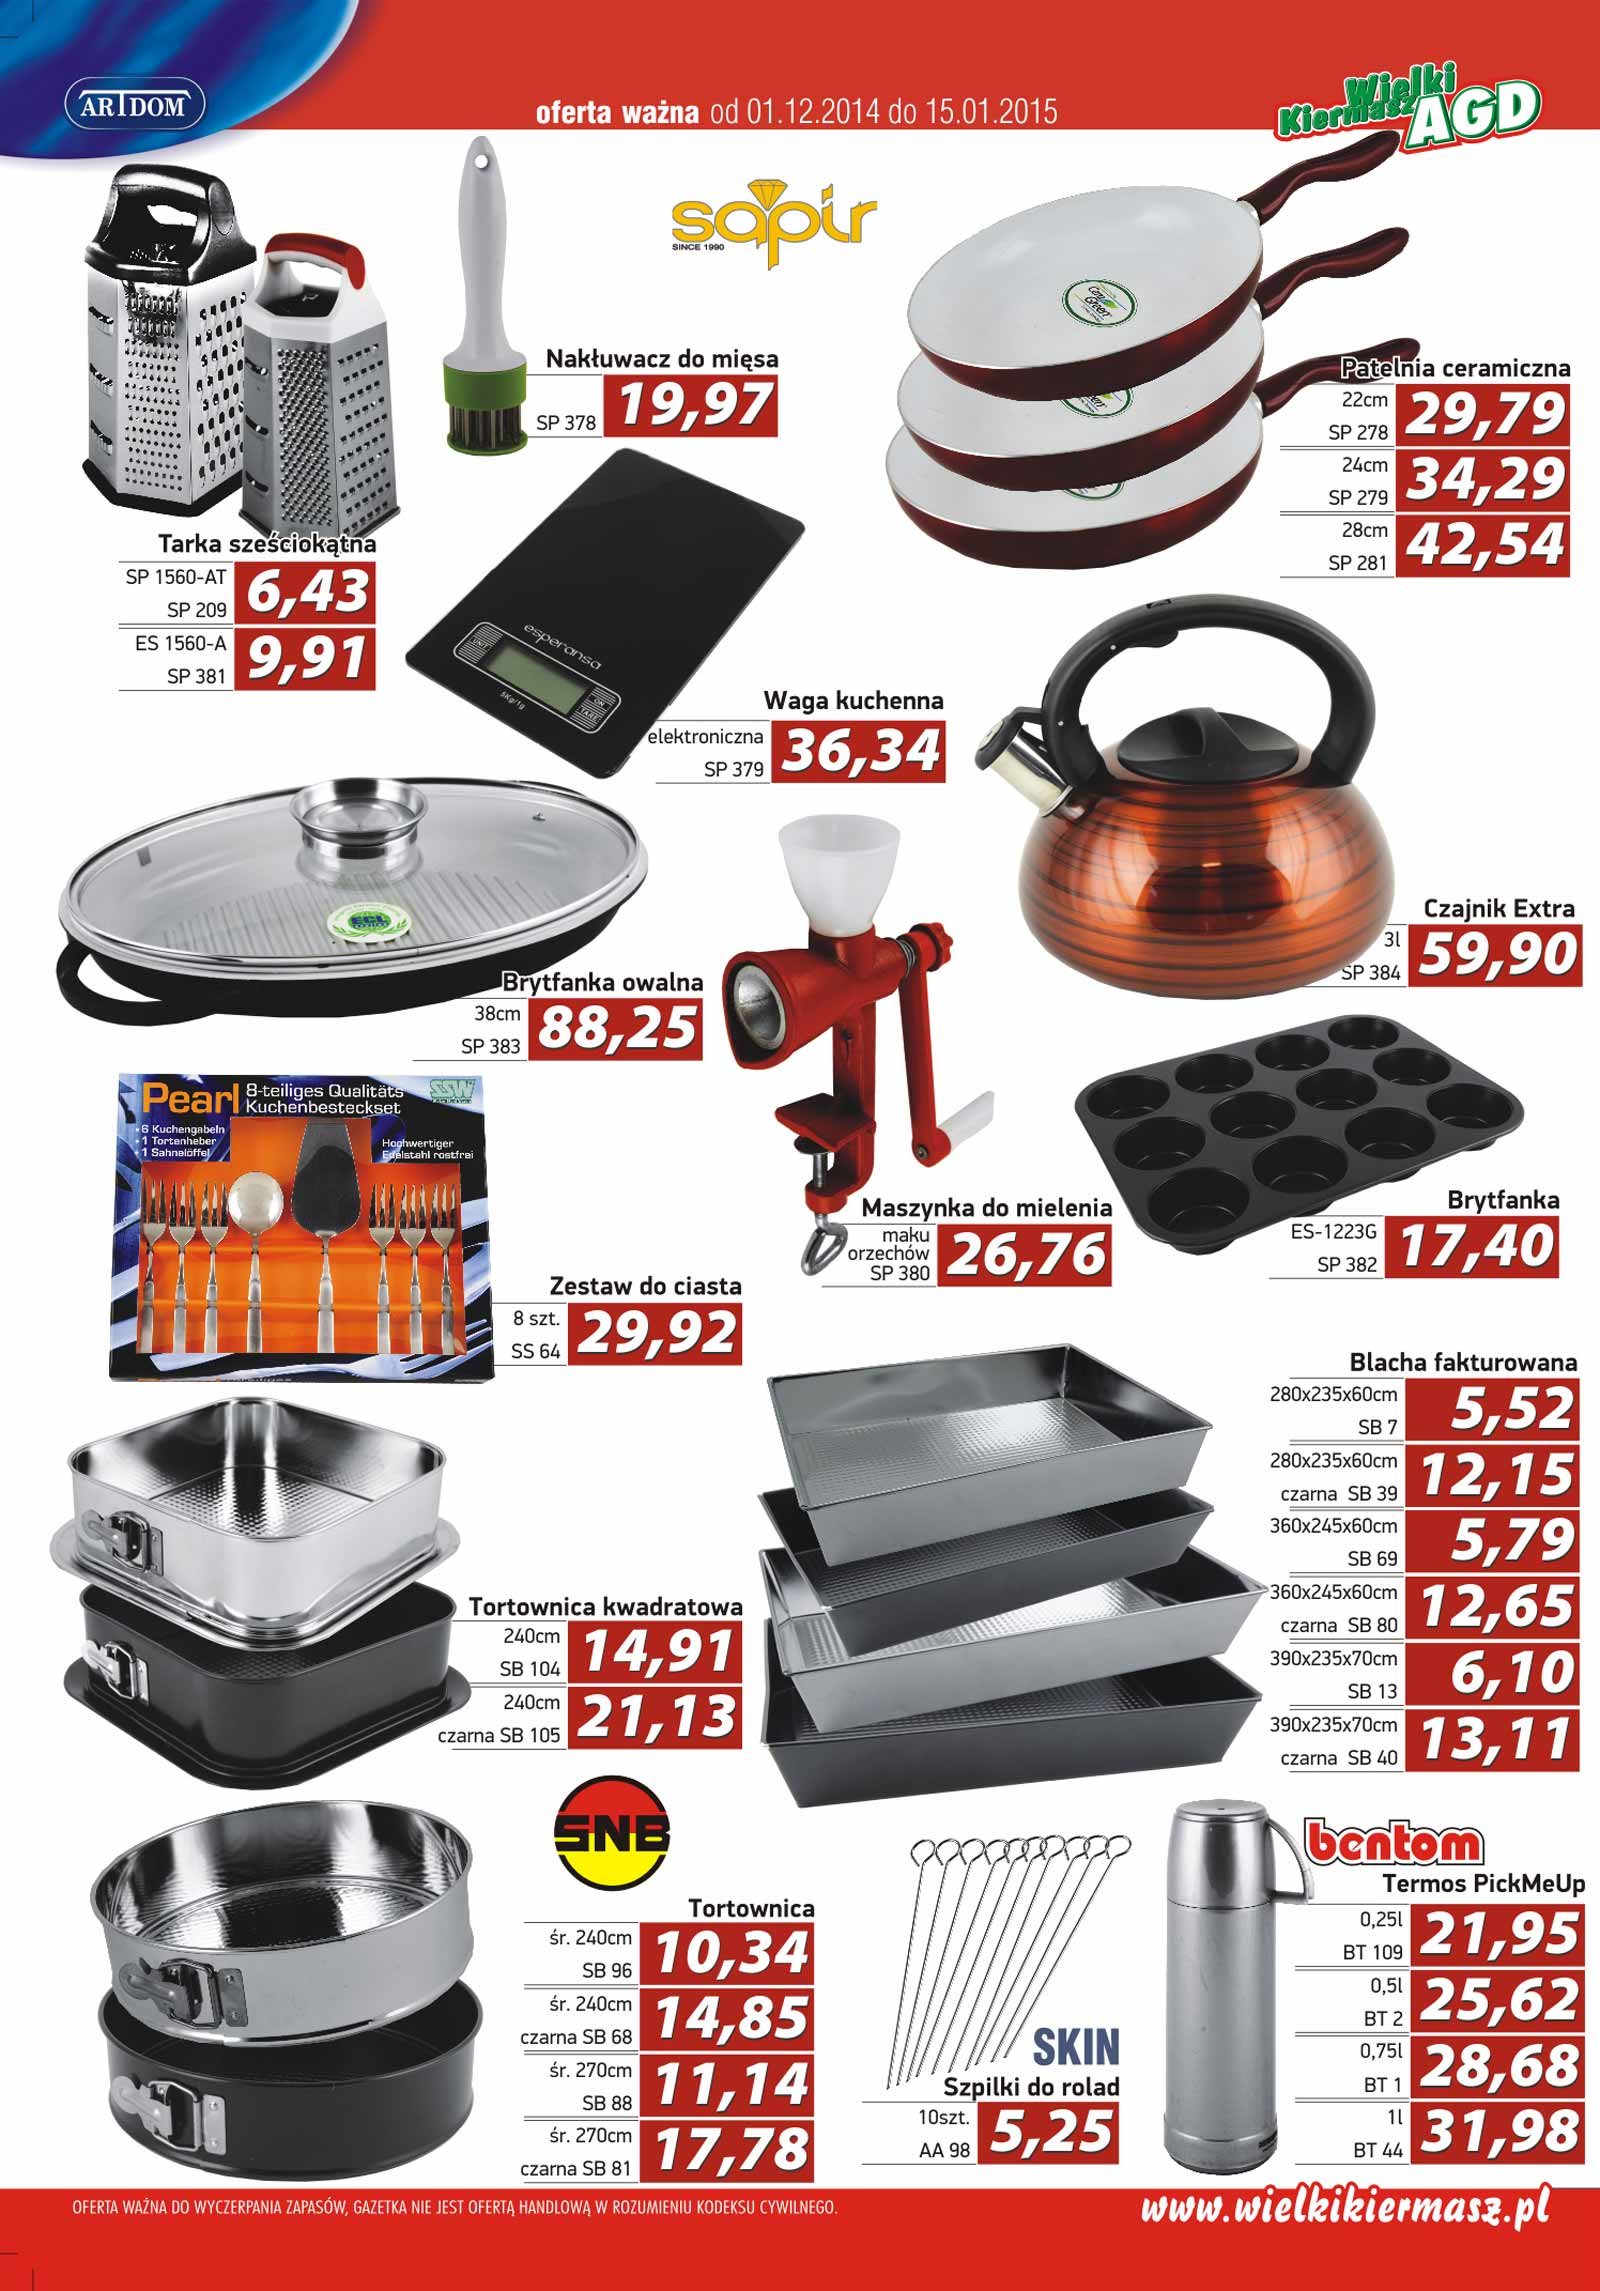 ARTDOM
oferta ważna od 01.12.2014 do 15.01.2015
Wielki
Kiermasz AGD
sapir
SINCE 1990
Cera Green
Nakłuwacz do mięsa
SP 378
19,97
Patelnia ceramiczna
22cm
SP 278
29,79
24cm
SP 279
34,29
28cm
SP 281
42,54
Tarka sześciokątna
SP 1560-AT
SP 209
6,43
ES 1560-A
SP 381
9,91
esperansa
UNIT
5Kg/1g
ON
TARE
Waga kuchenna
elektroniczna
SP 379
36,34
Czajnik Extra
3l
SP 384
59,90
Brytfanka owalna
38cm
SP 383
88,25
Pearl
8-teiliges Qualitäts
Kuchenbesteckset
SSW
• 6 Kuchengabeln
• 1 Tortenheber
• 1 Sahnelöffel
Hochwertiger
Edelstahl rostfrei
Maszynka do mielenia
maku
orzechów
SP 380
26,76
Brytfanka
ES-1223G
SP 382
17,40
Zestaw do ciasta
8 szt.
SS 64
29,92
Blacha fakturowana
280x235x60cm
SB 7
5,52
280x235x60cm
czarna SB 39
12,15
360x245x60cm
SB 69
5,79
360x245x60cm
czarna SB 80
12,65
390x235x70cm
SB 13
6,10
390x235x70cm
czarna SB 40
13,11
Tortownica kwadratowa
240cm
SB 104
14,91
240cm
czarna SB 105
21,13
SNB
Tortownica
śr. 240cm
SB 96
10,34
śr. 240cm
czarna SB 68
14,85
śr. 270cm
SB 88
11,14
śr. 270cm
czarna SB 81
17,78
SKIN
Szpilki do rolad
10szt.
AA 98
5,25
bentom
Termos PickMeUp
0,25l
BT 109
21,95
0,5l
BT 2
25,62
0,75l
BT 1
28,68
1l
BT 44
31,98
OFERTA WAŻNA DO WYCZERPANIA ZAPASÓW, GAZETKA NIE JEST OFERTĄ HANDLOWĄ W ROZUMIENIU KODEKSU CYWILNEGO.
www.wielkikiermasz.pl